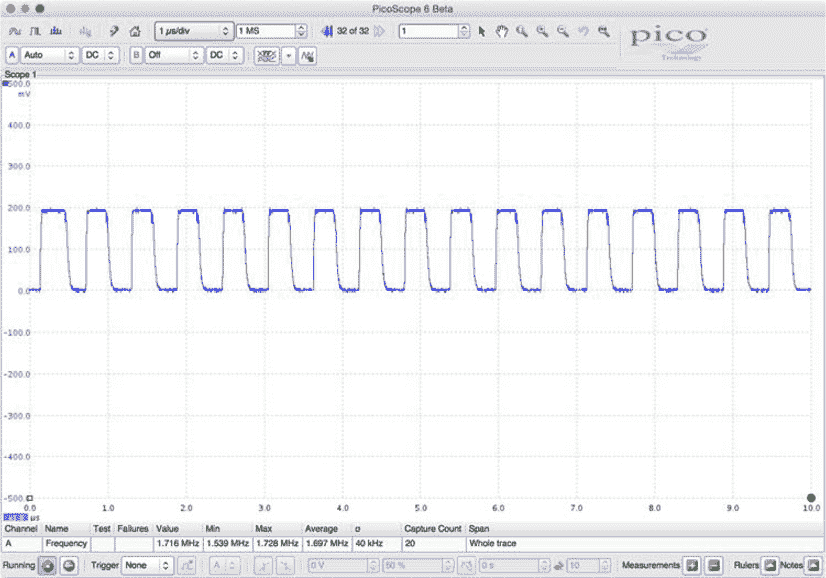 PicoScope 6 Beta
1 µs/div 1 MS 32 of 32 1
pico
Technology
A Auto DC B Off DC
Scope 1
500.0
mV
400.0
300.0
200.0
100.0
0.0
-100.0
-200.0
-300.0
-400.0
-500.0
0.0 1.0 2.0 3.0 4.0 5.0 6.0 7.0 8.0 9.0 10.0
µs
Channel Name Test Failures Value Min Max Average σ Capture Count Span
A Frequency 1.716 MHz 1.539 MHz 1.728 MHz 1.697 MHz 40 kHz 20 Whole trace
Running Trigger None A 0 V 50 % 0 s 10 Measurements Rulers Notes